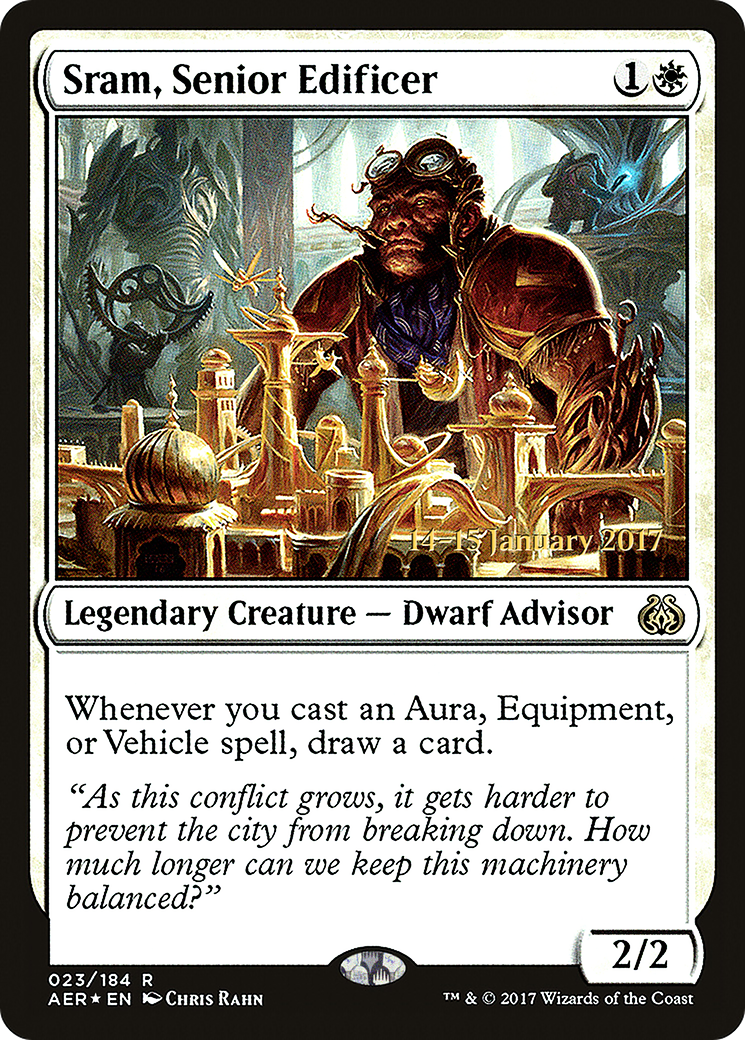 Sram, Senior Edificer 1
14–15 January 2017
Legendary Creature — Dwarf Advisor
Whenever you cast an Aura, Equipment,
or Vehicle spell, draw a card.
“As this conflict grows, it gets harder to
prevent the city from breaking down. How
much longer can we keep this machinery
balanced?”
2/2
023/184 R
AER★EN Chris Rahn
™ & © 2017 Wizards of the Coast